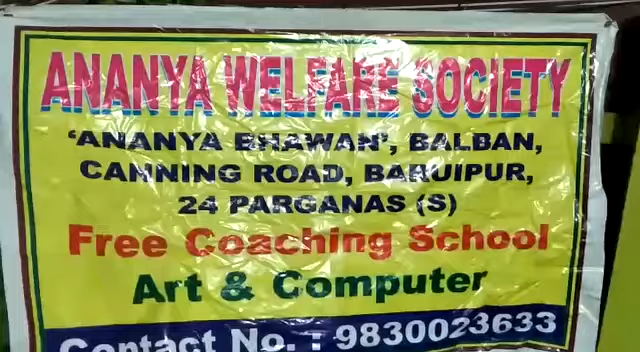 ANANYA WELFARE SOCIETY
'ANANYA BHAWAN', BALBAN,
CANNING ROAD, BARUIPUR,
24 PARGANAS (S)
Free Coaching School
Art & Computer
Contact No. : 9830023633